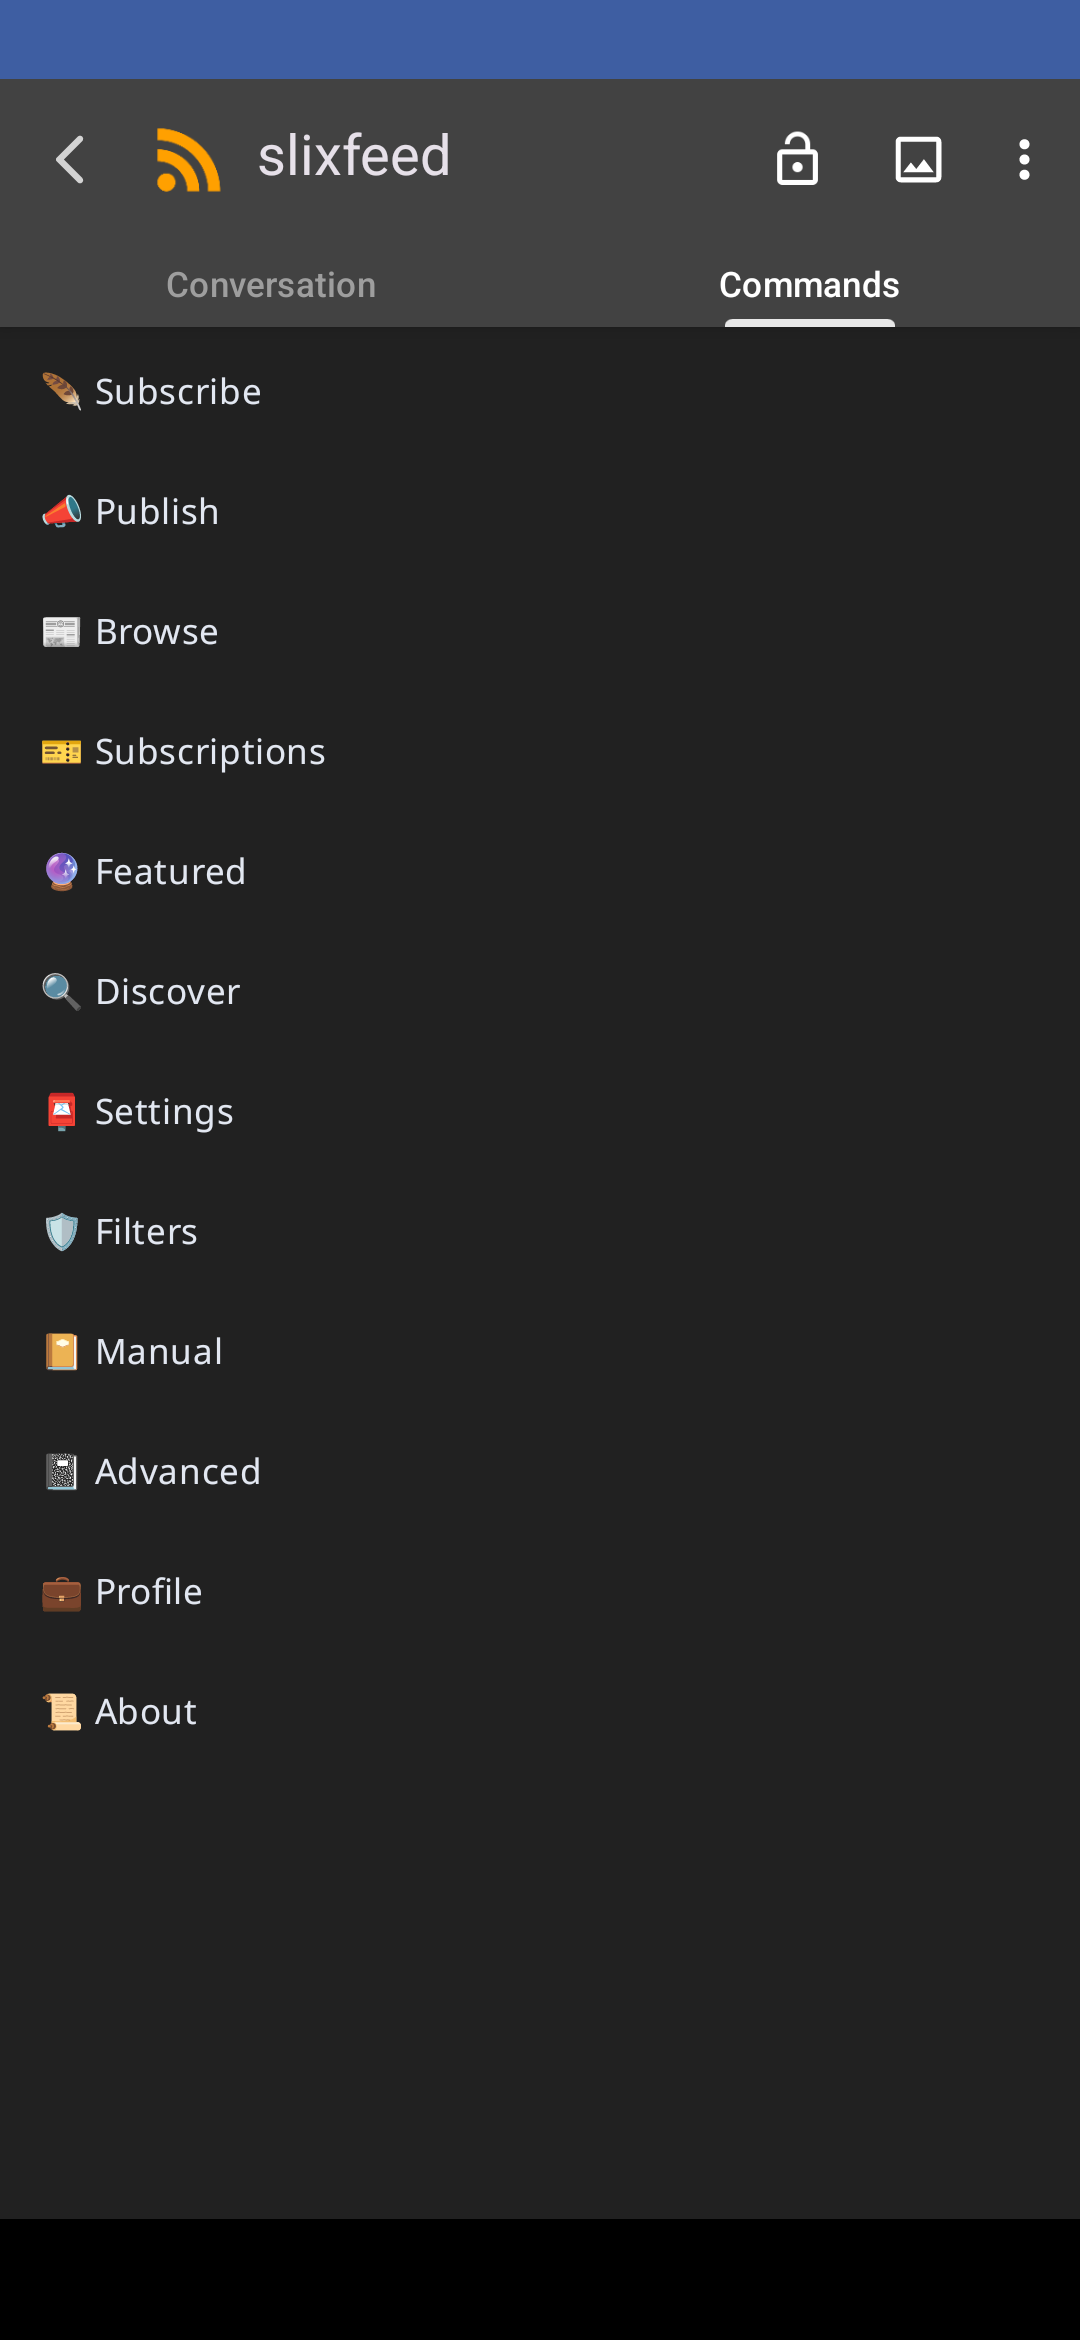 slixfeed
Conversation
Commands
Subscribe
Publish
Browse
Subscriptions
Featured
Discover
Settings
Filters
Manual
Advanced
Profile
About